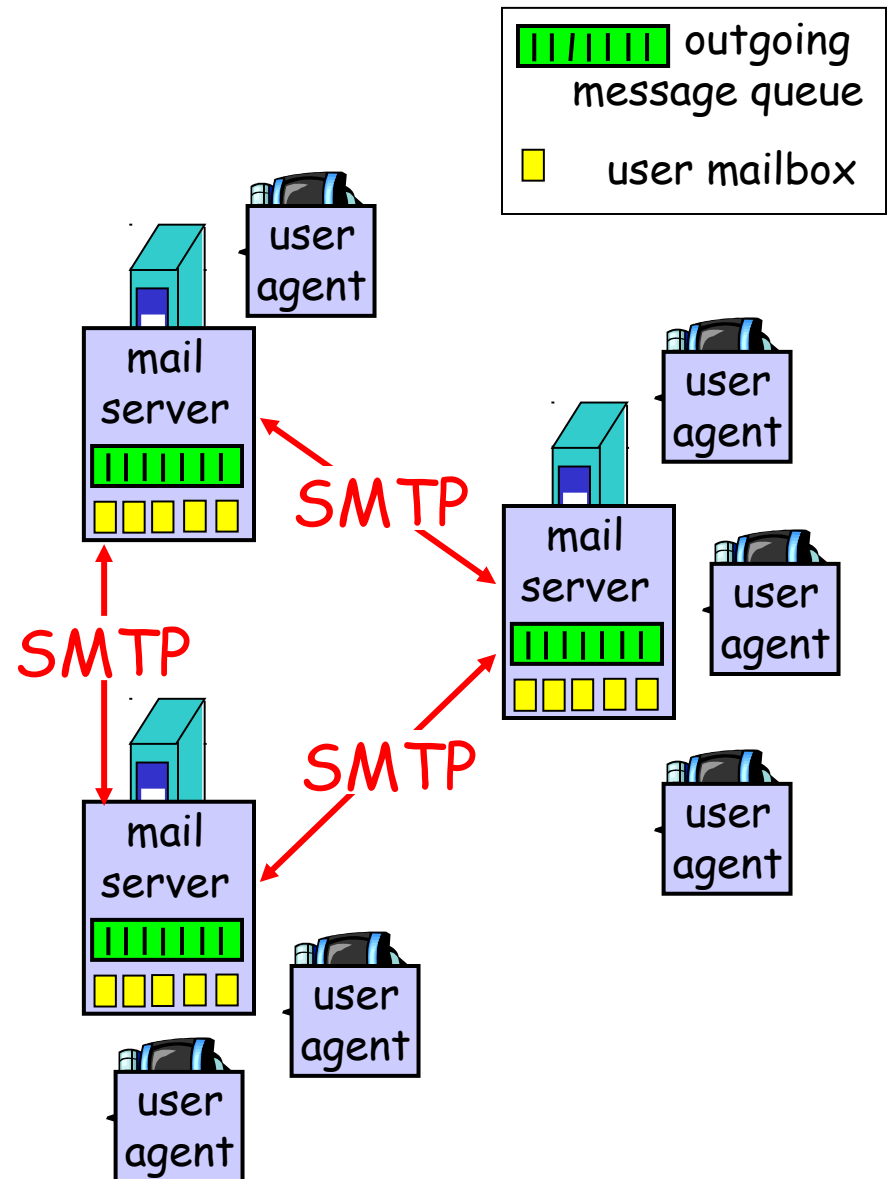 outgoing
message queue
user mailbox
user
agent
mail
server
user
agent
SMTP
mail
server
user
agent
SMTP
SMTP
user
agent
mail
server
user
agent
user
agent